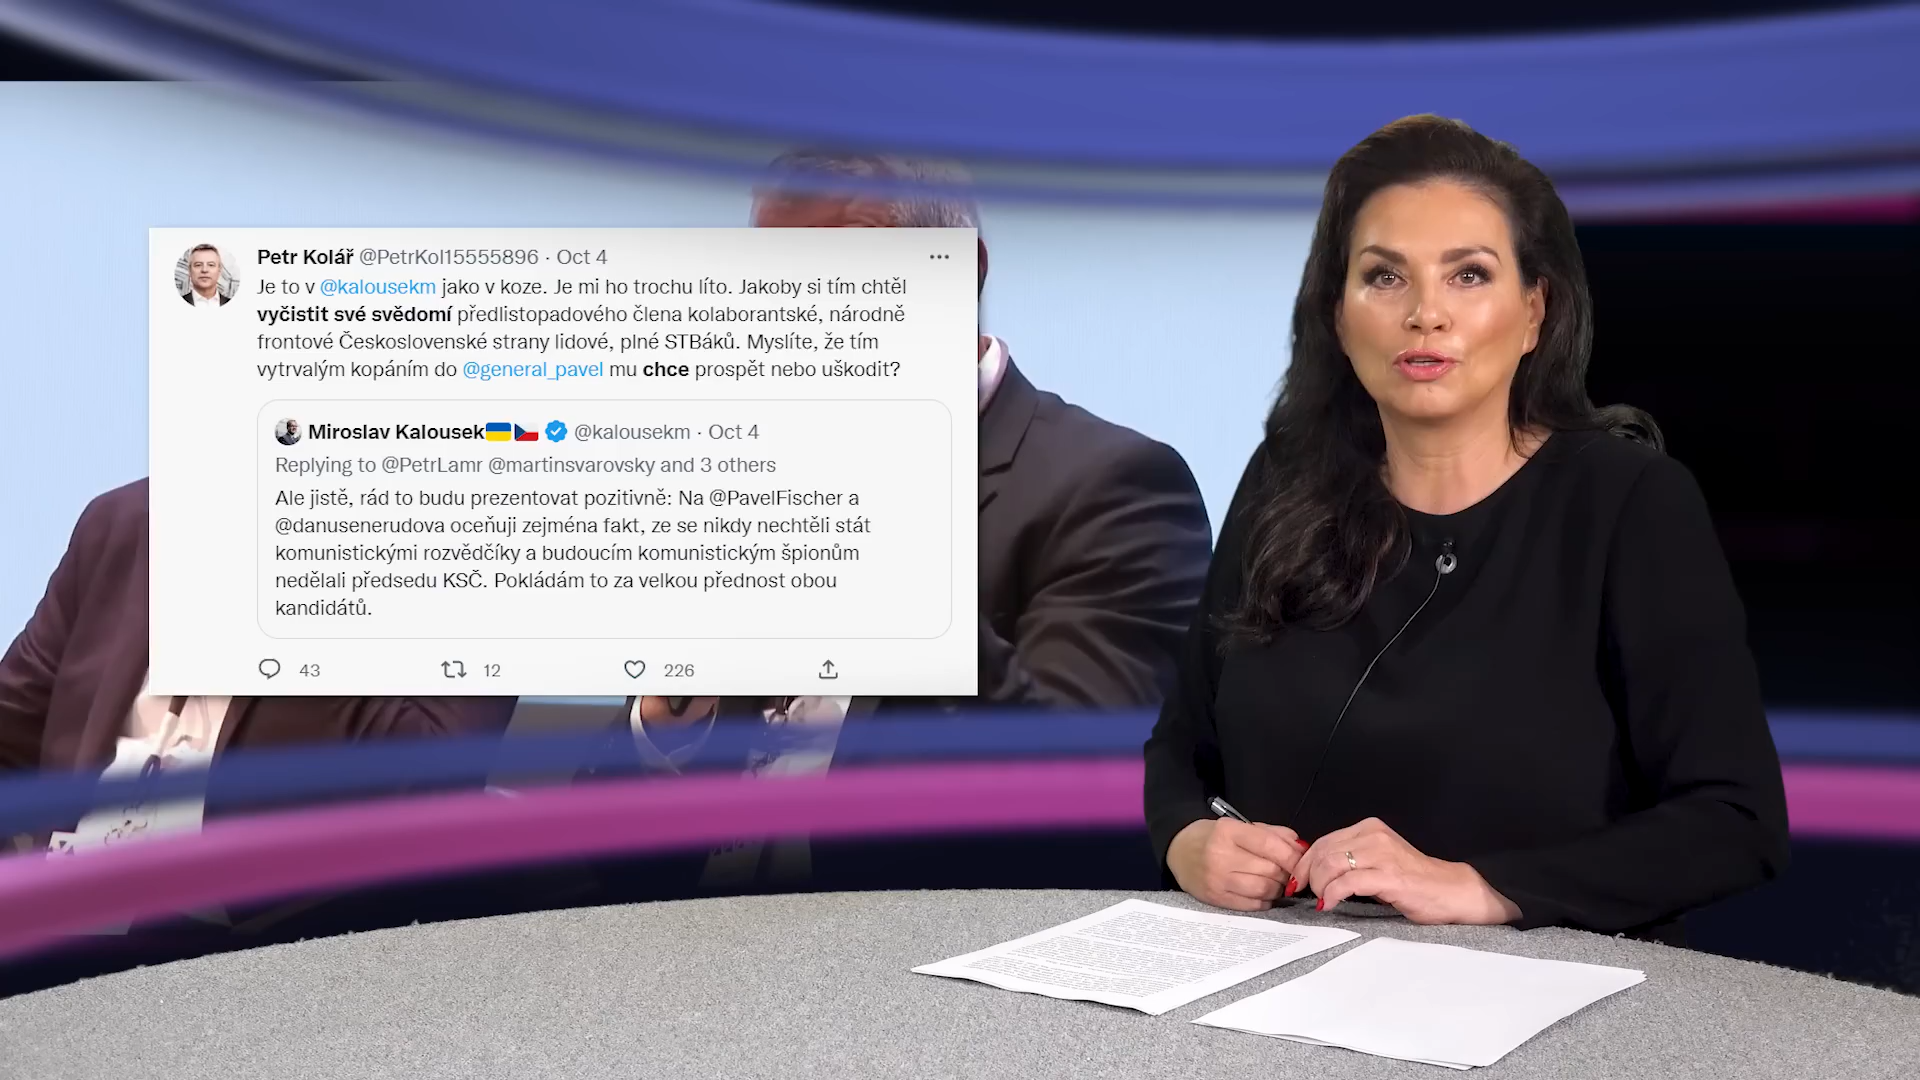 Petr Kolář @PetrKol15555896 · Oct 4
Je to v @kalousekm jako v koze. Je mi ho trochu líto. Jakoby si tím chtěl
vyčistit své svědomí předlistopadového člena kolaborantské, národně
frontové Československé strany lidové, plné STBáků. Myslíte, že tím
vytrvalým kopáním do @general_pavel mu chce prospět nebo uškodit?
Miroslav Kalousek @kalousekm · Oct 4
Replying to @PetrLamr @martinsvarovsky and 3 others
Ale jistě, rád to budu prezentovat pozitivně: Na @PavelFischer a
@danusenerudova oceňuji zejména fakt, ze se nikdy nechtěli stát
komunistickými rozvědčíky a budoucím komunistickým špionům
nedělali předsedu KSČ. Pokládám to za velkou přednost obou
kandidátů.
43 12 226